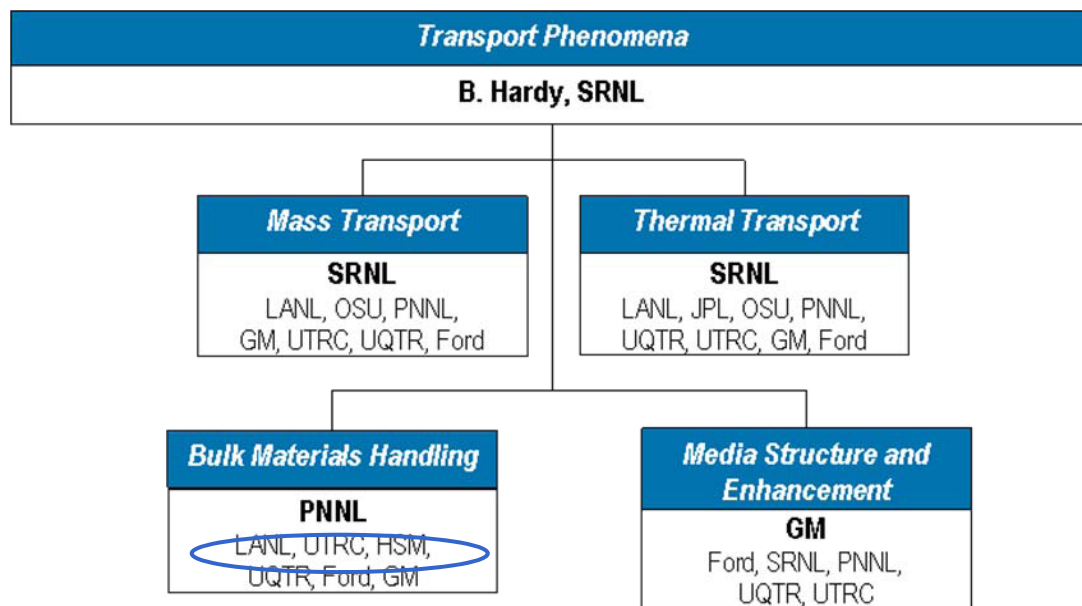 Transport Phenomena
B. Hardy, SRNL
Mass Transport
SRNL
LANL, OSU, PNNL,
GM, UTRC, UQTR, Ford
Thermal Transport
SRNL
LANL, JPL, OSU, PNNL,
UQTR, UTRC, GM, Ford
Bulk Materials Handling
PNNL
LANL, UTRC, HSM,
UQTR, Ford, GM
Media Structure and
Enhancement
GM
Ford, SRNL, PNNL,
UQTR, UTRC